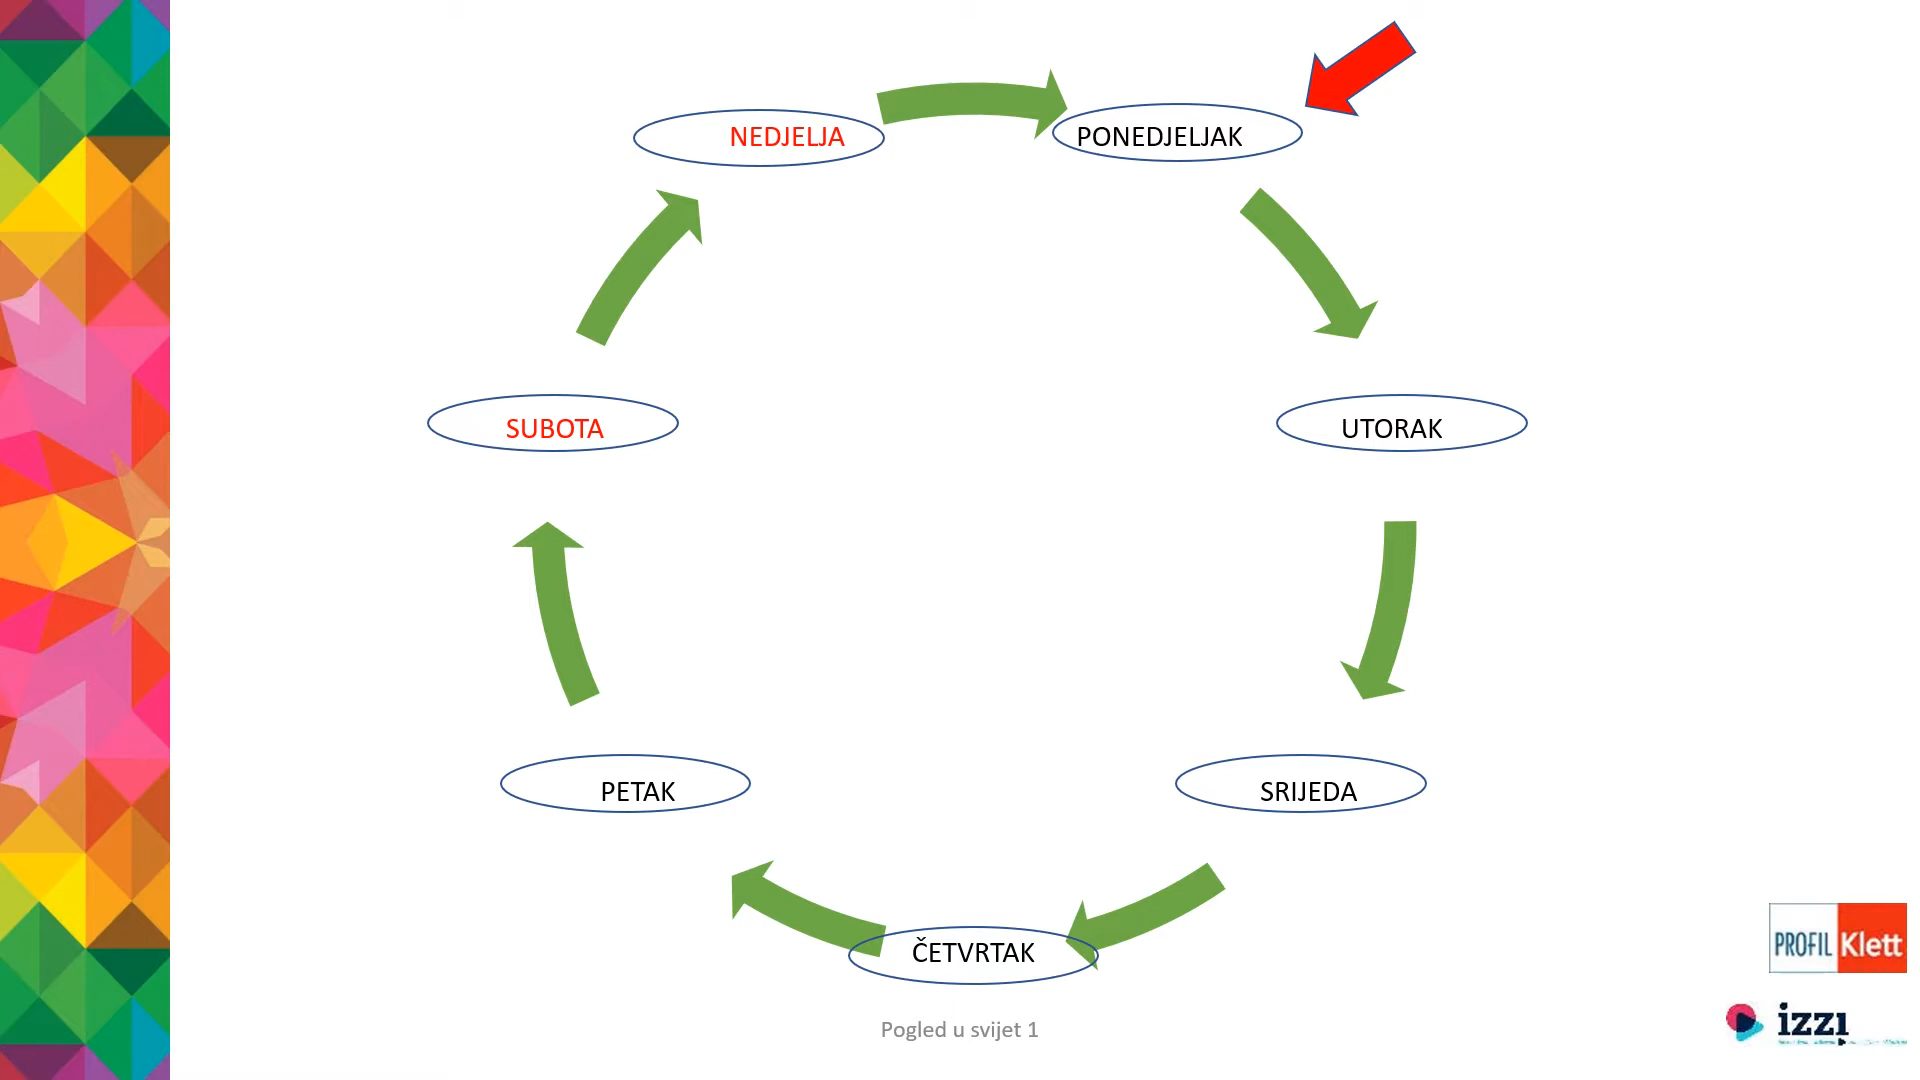 NEDJELJA
PONEDJELJAK
SUBOTA
UTORAK
PETAK
SRIJEDA
ČETVRTAK
PROFIL Klett
izzi
Pogled u svijet 1